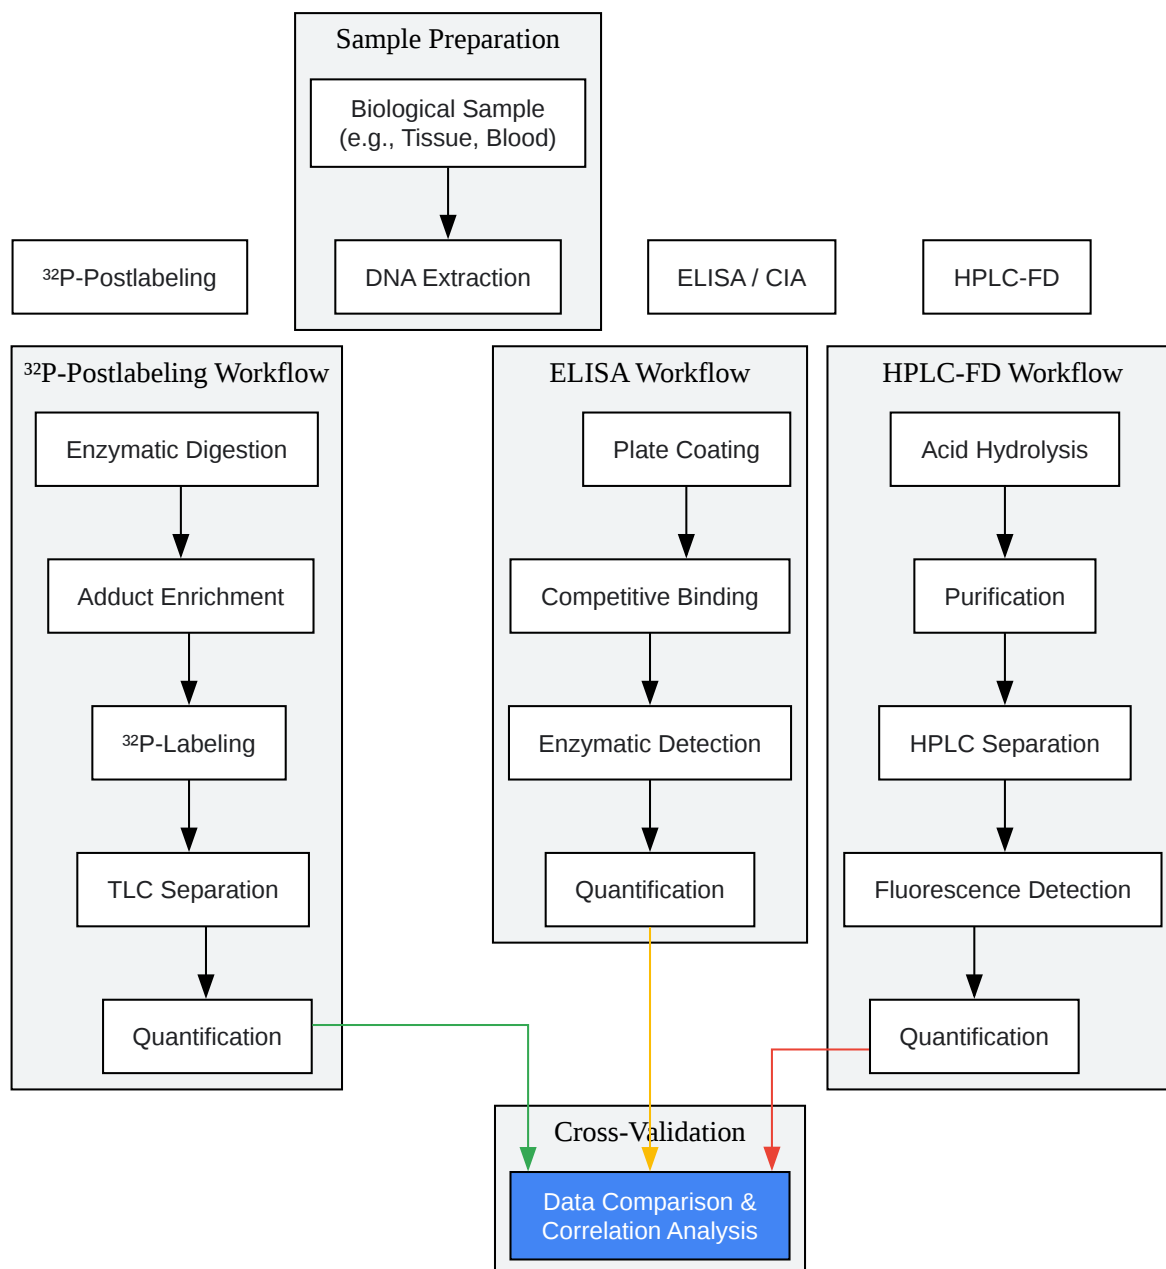 Sample Preparation
Biological Sample
(e.g., Tissue, Blood)
DNA Extraction
³²P-Postlabeling
ELISA / CIA
HPLC-FD
³²P-Postlabeling Workflow
Enzymatic Digestion
Adduct Enrichment
³²P-Labeling
TLC Separation
Quantification
ELISA Workflow
Plate Coating
Competitive Binding
Enzymatic Detection
Quantification
HPLC-FD Workflow
Acid Hydrolysis
Purification
HPLC Separation
Fluorescence Detection
Quantification
Cross-Validation
Data Comparison &
Correlation Analysis